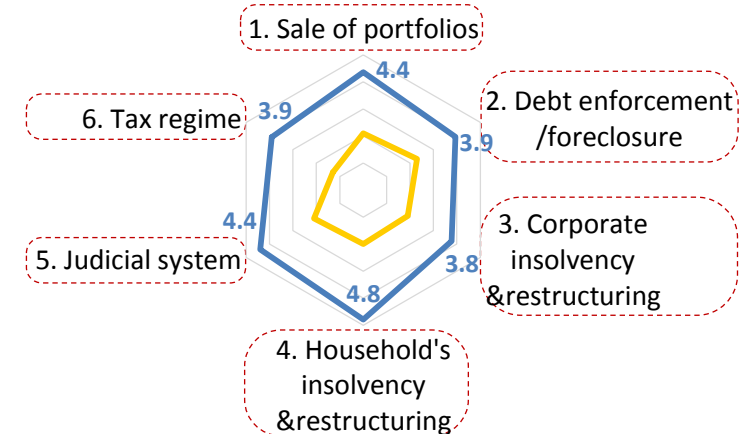 1. Sale of portfolios
4.4
2. Debt enforcement
/foreclosure
3.9
3. Corporate
insolvency
&restructuring
3.8
4.8
4. Household's
insolvency
&restructuring
4.4
5. Judicial system
3.9
6. Tax regime